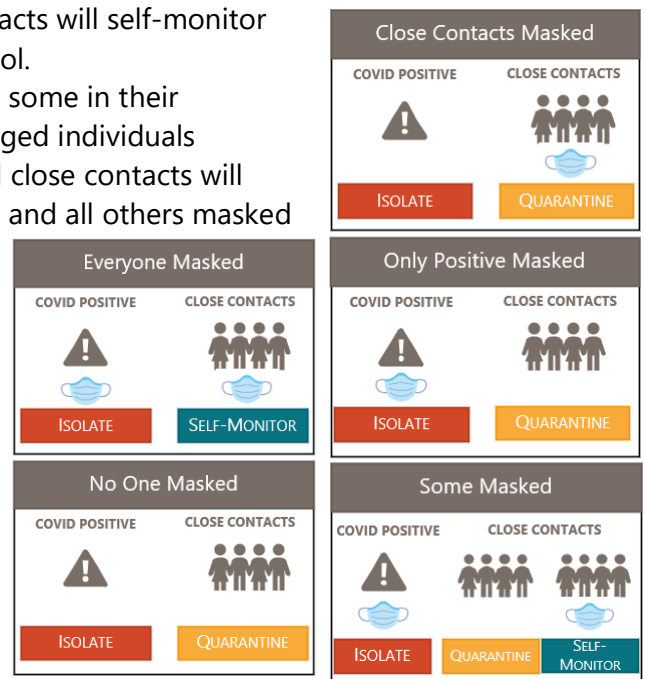 acts will self-monitor
ol.
some in their
ged individuals
close contacts will
and all others masked
Close Contacts Masked
COVID POSITIVE CLOSE CONTACTS
ISOLATE QUARANTINE
Everyone Masked
COVID POSITIVE CLOSE CONTACTS
ISOLATE SELF-MONITOR
Only Positive Masked
COVID POSITIVE CLOSE CONTACTS
ISOLATE QUARANTINE
No One Masked
COVID POSITIVE CLOSE CONTACTS
ISOLATE QUARANTINE
Some Masked
COVID POSITIVE CLOSE CONTACTS
ISOLATE QUARANTINE SELF-
MONITOR